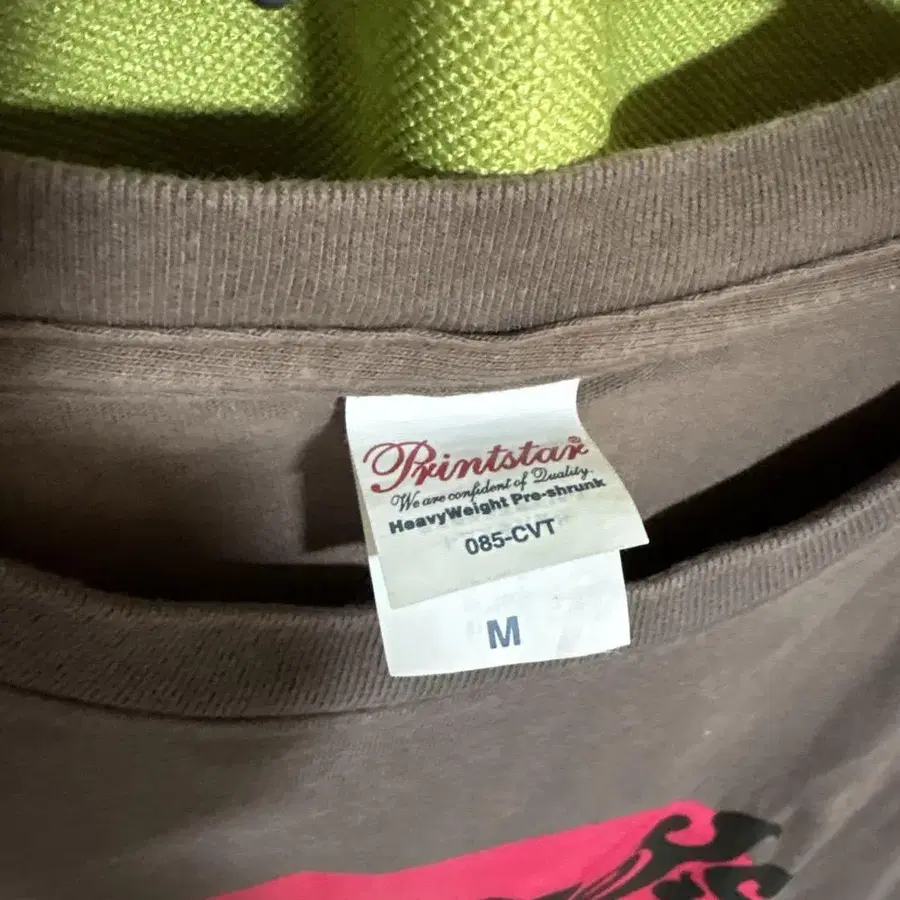 Printstar®
We are confident of Quality.
HeavyWeight Pre-shrunk
085-CVT
M